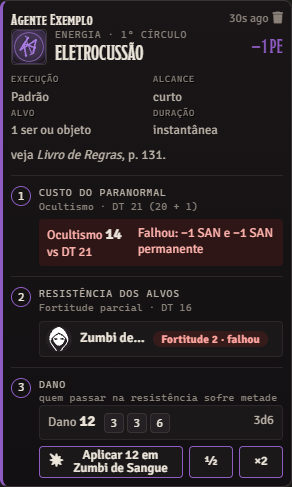 Agente Exemplo
30s ago
ENERGIA · 1º CÍRCULO
ELETROCUSSÃO
−1 PE
EXECUÇÃO
ALCANCE
Padrão
curto
ALVO
DURAÇÃO
1 ser ou objeto
instantânea
veja Livro de Regras, p. 131.
1
CUSTO DO PARANORMAL
Ocultismo · DT 21 (20 + 1)
Ocultismo 14
vs DT 21
Falhou: −1 SAN e −1 SAN
permanente
2
RESISTÊNCIA DOS ALVOS
Fortitude parcial · DT 16
Zumbi de...
Fortitude 2 · falhou
3
DANO
quem passar na resistência sofre metade
Dano 12
3
3
6
3d6
Aplicar 12 em
Zumbi de Sangue
½
×2